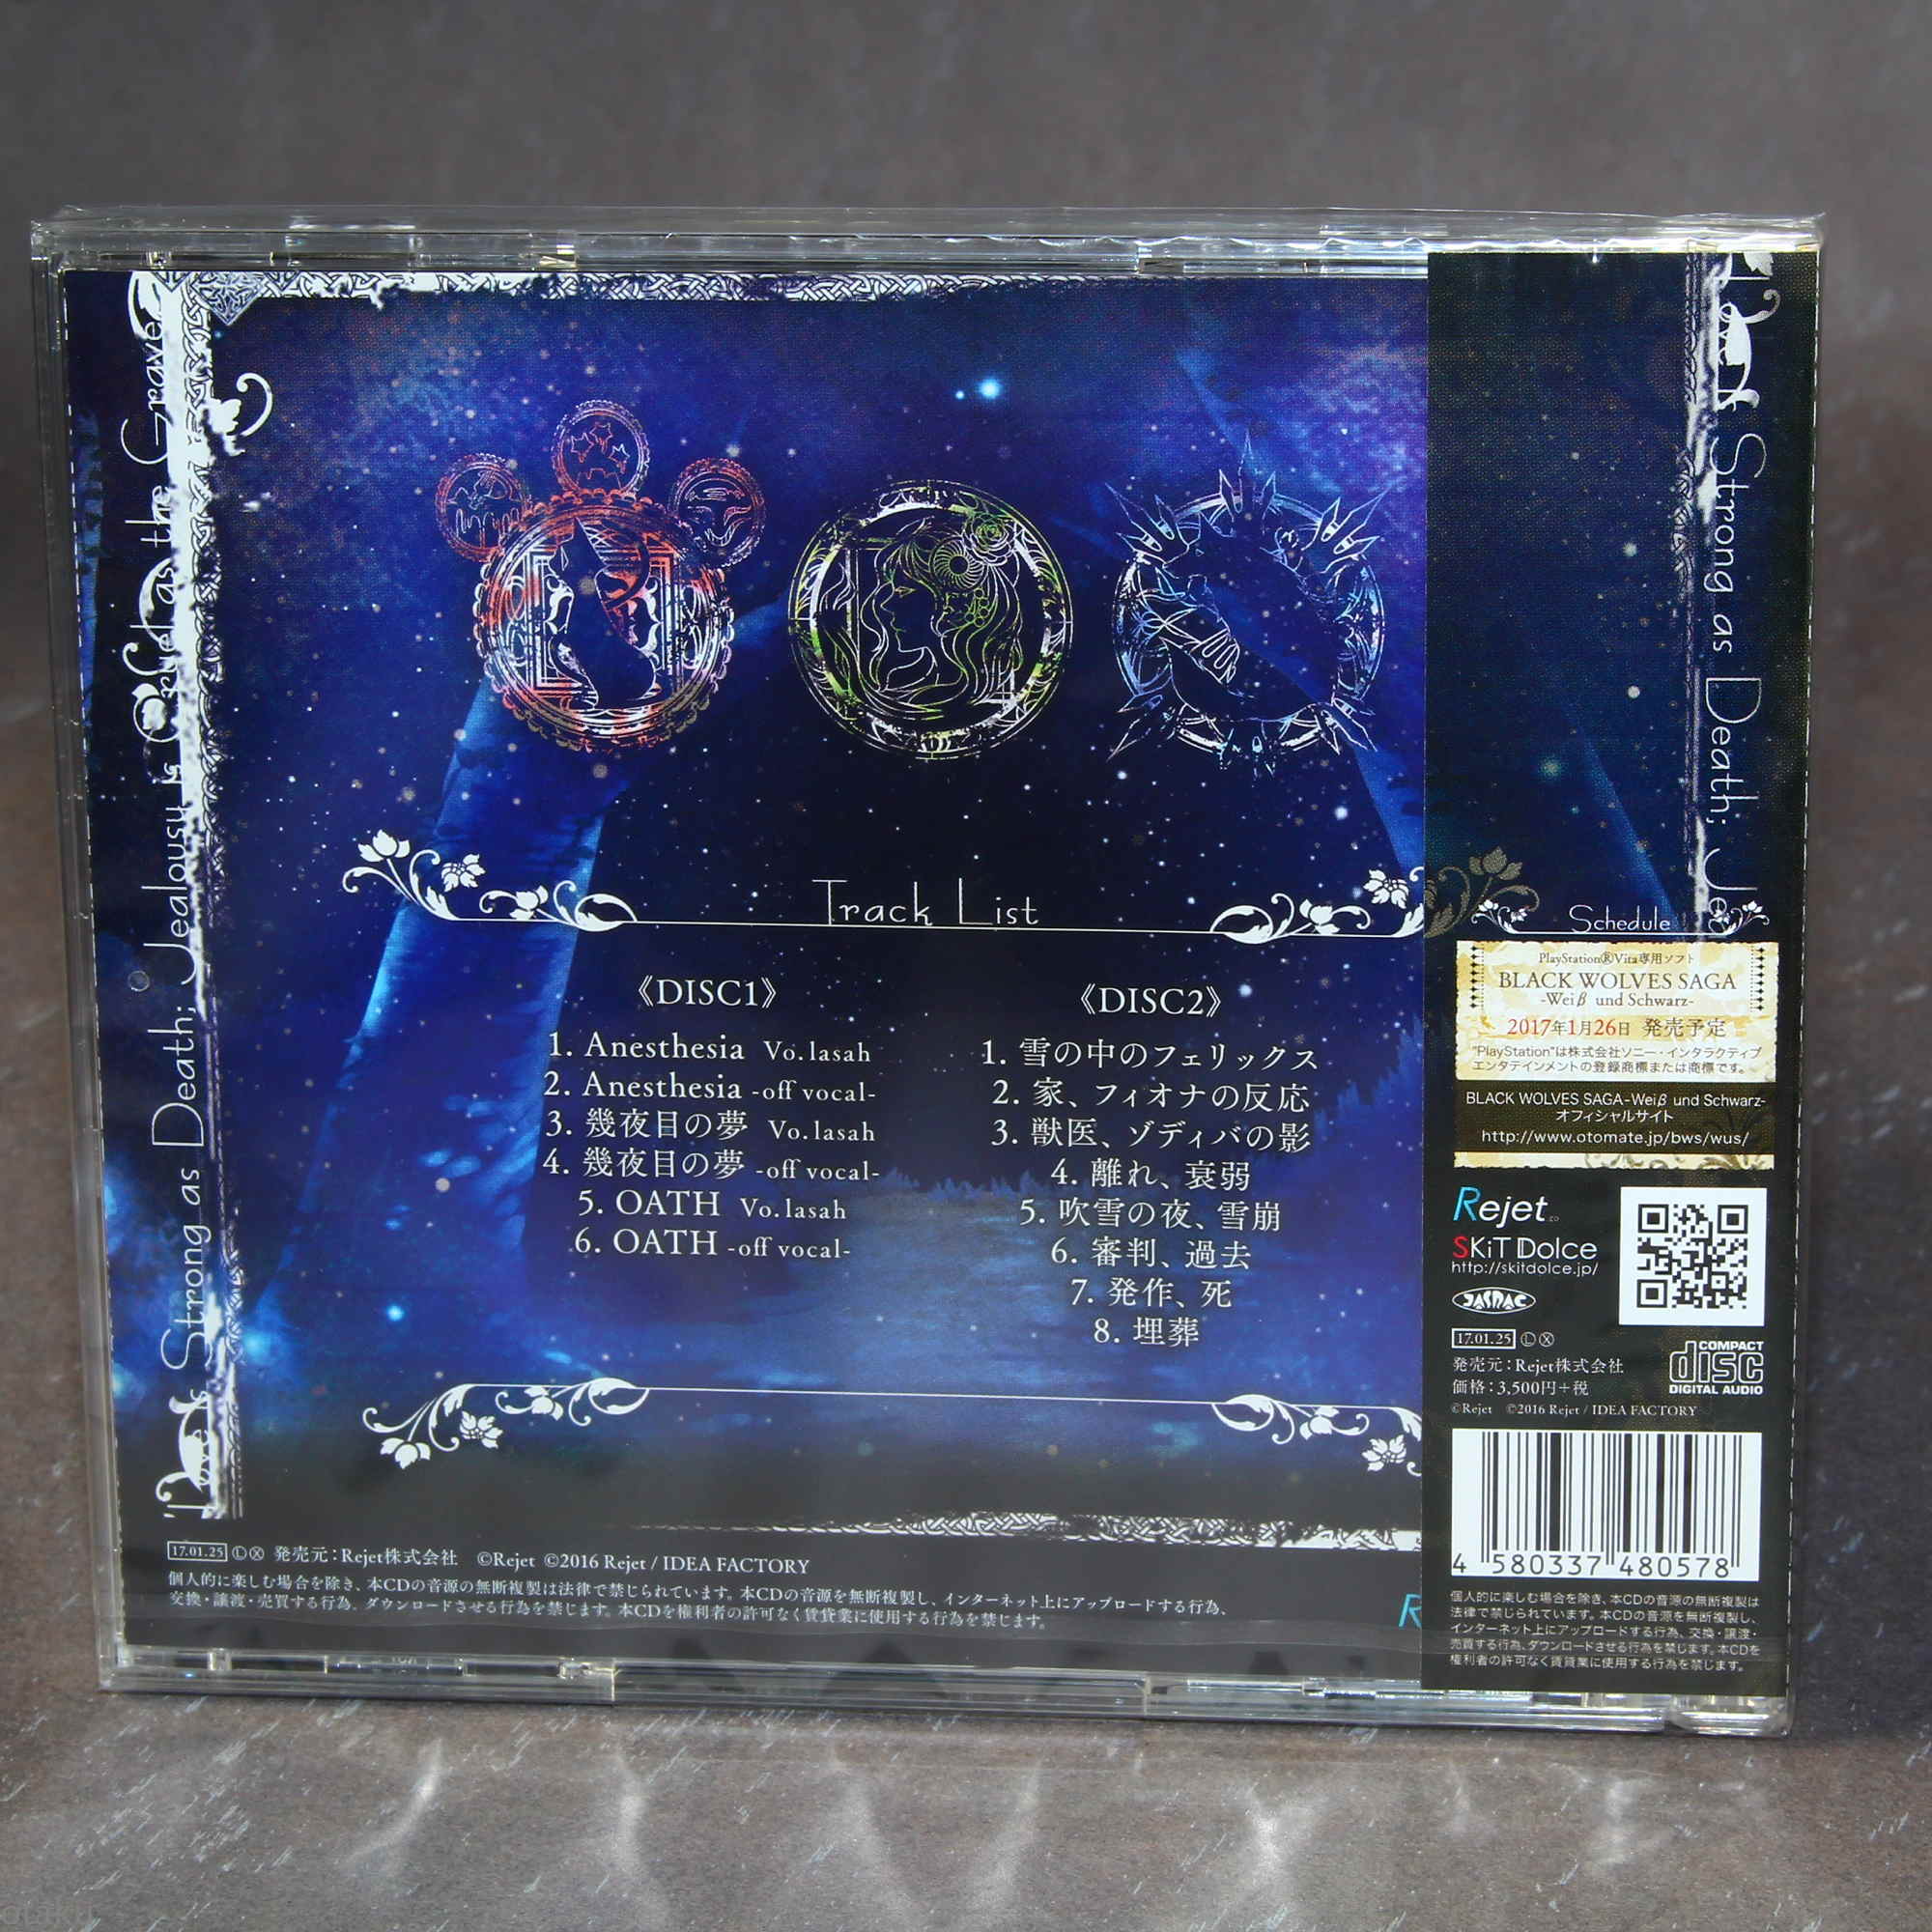 Love is Strong as Death; Jealousy is Cruel as the Grave
Track List
《DISC1》
1. Anesthesia Vo.lasah
2. Anesthesia -off vocal-
3. 幾夜目の夢 Vo.lasah
4. 幾夜目の夢 -off vocal-
5. OATH Vo.lasah
6. OATH -off vocal-
《DISC2》
1. 雪の中のフェリックス
2. 家、フィオナの反応
3. 獣医、ゾディバの影
4. 離れ、衰弱
5. 吹雪の夜、雪崩
6. 審判、過去
7. 発作、死
8. 埋葬
17.01.25 Ⓛ Ⓧ 発売元：Rejet株式会社 ©Rejet ©2016 Rejet / IDEA FACTORY
個人的に楽しむ場合を除き、本CDの音源の無断複製は法律で禁じられています。本CDの音源を無断複製し、インターネット上にアップロードする行為、
交換・譲渡・売買する行為、ダウンロードさせる行為を禁じます。本CDを権利者の許可なく賃貸業に使用する行為を禁じます。
R
Strong as Death; Je
Schedule
PlayStation®Vita専用ソフト
BLACK WOLVES SAGA
-Weiβ und Schwarz-
2017年1月26日 発売予定
"PlayStation"は株式会社ソニー・インタラクティブ
エンタテインメントの登録商標または商標です。
BLACK WOLVES SAGA-Weiβ und Schwarz-
オフィシャルサイト
http://www.otomate.jp/bws/wus/
Rejet
SKiT Dolce
http://skitdolce.jp/
JASRAC
17.01.25 Ⓛ Ⓧ
発売元：Rejet株式会社
価格：3,500円＋税
COMPACT
disc
DIGITAL AUDIO
©Rejet ©2016 Rejet / IDEA FACTORY
4 580337 480578
個人的に楽しむ場合を除き、本CDの音源の無断複製は
法律で禁じられています。本CDの音源を無断複製し、
インターネット上にアップロードする行為、交換・譲渡・
売買する行為、ダウンロードさせる行為を禁じます。本CDを
権利者の許可なく賃貸業に使用する行為を禁じます。
otaku